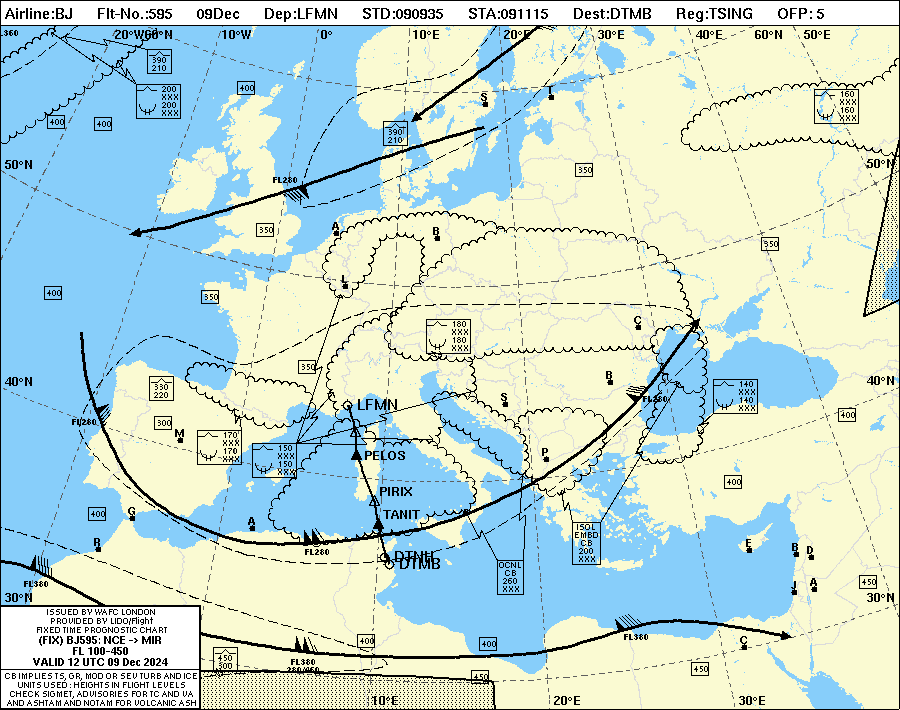 Airline:BJ Flt-No.:595 09Dec Dep:LFMN STD:090935 STA:091115 Dest:DTMB Reg:TSING OFP: 5
360 20°W60°N 10°W 0° 10°E 20°E 30°E 40°E 60°N 50°E
390
210
200
XXX
200
XXX
400
400
400
S
T
390
210
160
XXX
160
XXX
50°N
50°N
350
FL280
350
A
B
350
L
400
350
C
180
XXX
180
XXX
350
40°N
40°N
330
220
300
M
FL280
170
XXX
170
XXX
150
XXX
150
XXX
LFMN
PELOS
PIRIX
TANIT
DTNH
DTMB
S
B
FL280
140
XXX
140
XXX
400
P
400
400
G
R
A
FL280
ISOL
EMBD
CB
200
XXX
OCNL
CB
260
XXX
E
B
D
J
A
450
FL380
30°N
30°N
400
400
FL380
C
450
300
FL380
280/450
450
450
10°E 20°E 30°E
ISSUED BY WAFC LONDON
PROVIDED BY LIDO/Flight
FIXED TIME PROGNOSTIC CHART
(FIX) BJ595: NCE -> MIR
FL 100-450
VALID 12 UTC 09 Dec 2024
CB IMPLIES TS, GR, MOD OR SEV TURB AND ICE
UNITS USED: HEIGHTS IN FLIGHT LEVELS
CHECK SIGMET, ADVISORIES FOR TC AND VA
AND ASHTAM AND NOTAM FOR VOLCANIC ASH